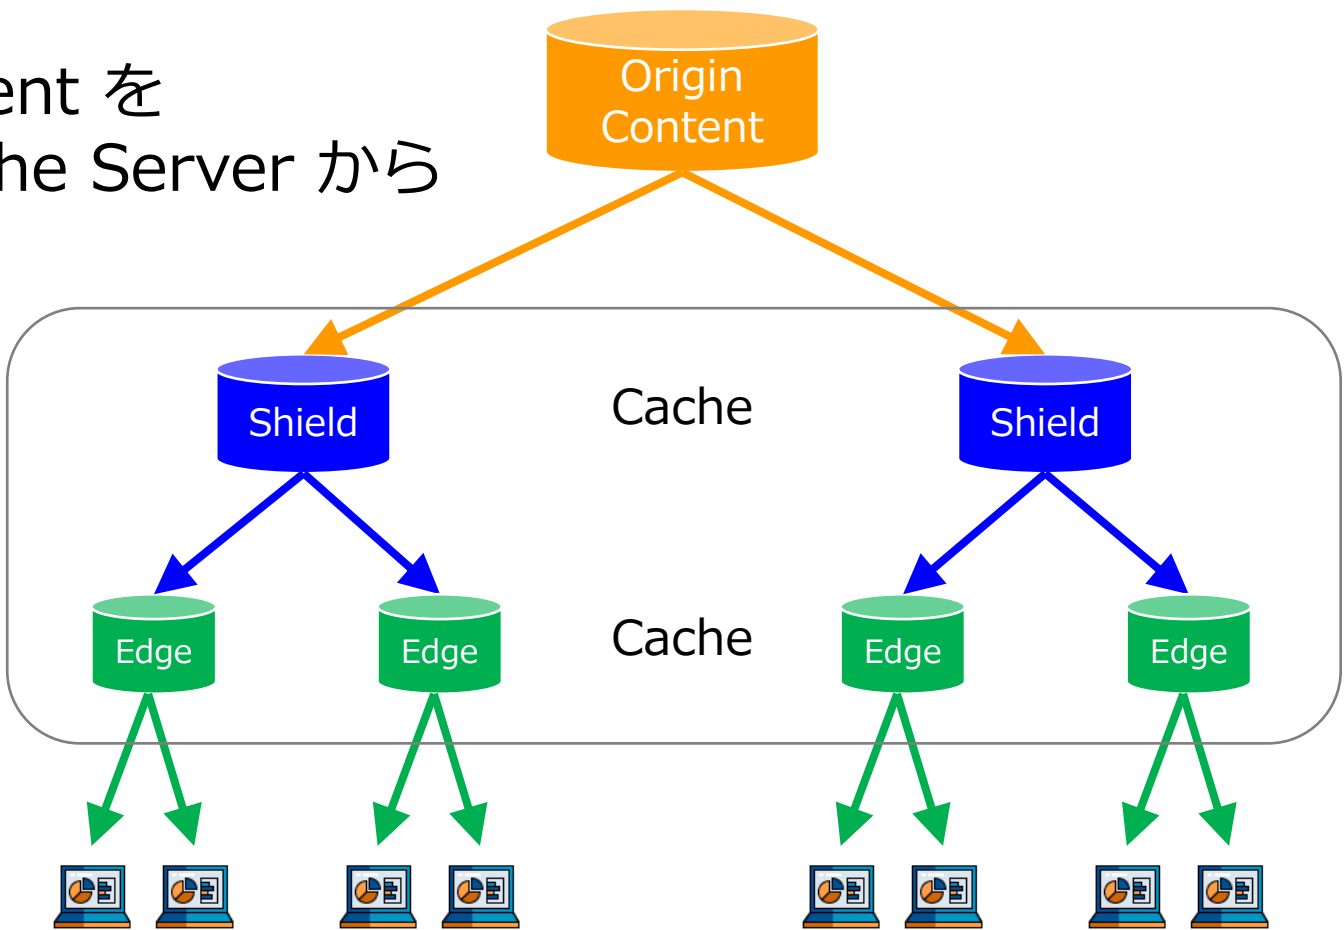 ent を
he Server から
Origin
Content
Shield
Cache
Shield
Edge
Edge
Cache
Edge
Edge